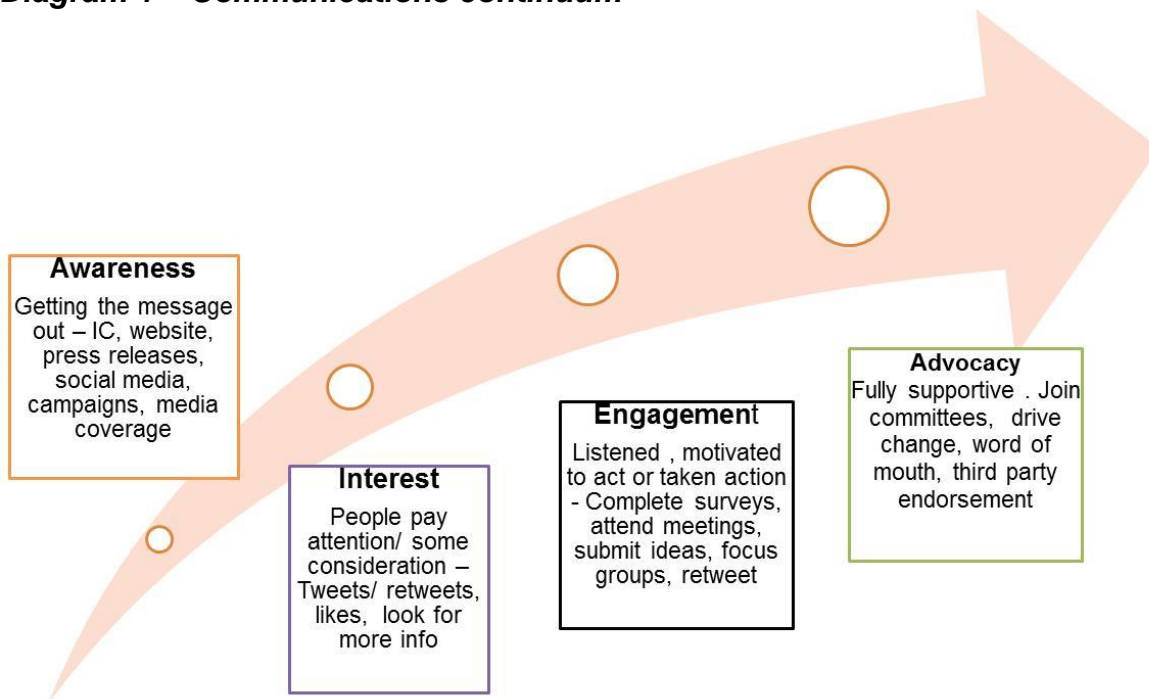 Diagram 1 – Communications continuum
Awareness
Getting the message
out – IC, website,
press releases,
social media,
campaigns, media
coverage
Interest
People pay
attention/ some
consideration –
Tweets/ retweets,
likes, look for
more info
Engagement
Listened , motivated
to act or taken action
- Complete surveys,
attend meetings,
submit ideas, focus
groups, retweet
Advocacy
Fully supportive . Join
committees, drive
change, word of
mouth, third party
endorsement